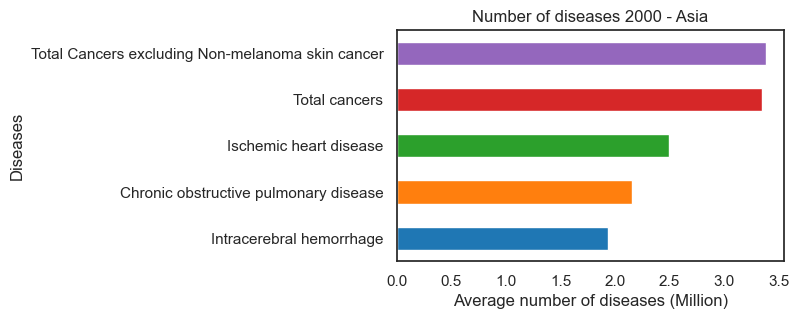 Number of diseases 2000 - Asia
Diseases
Total Cancers excluding Non-melanoma skin cancer
Total cancers
Ischemic heart disease
Chronic obstructive pulmonary disease
Intracerebral hemorrhage
0.0 0.5 1.0 1.5 2.0 2.5 3.0 3.5
Average number of diseases (Million)